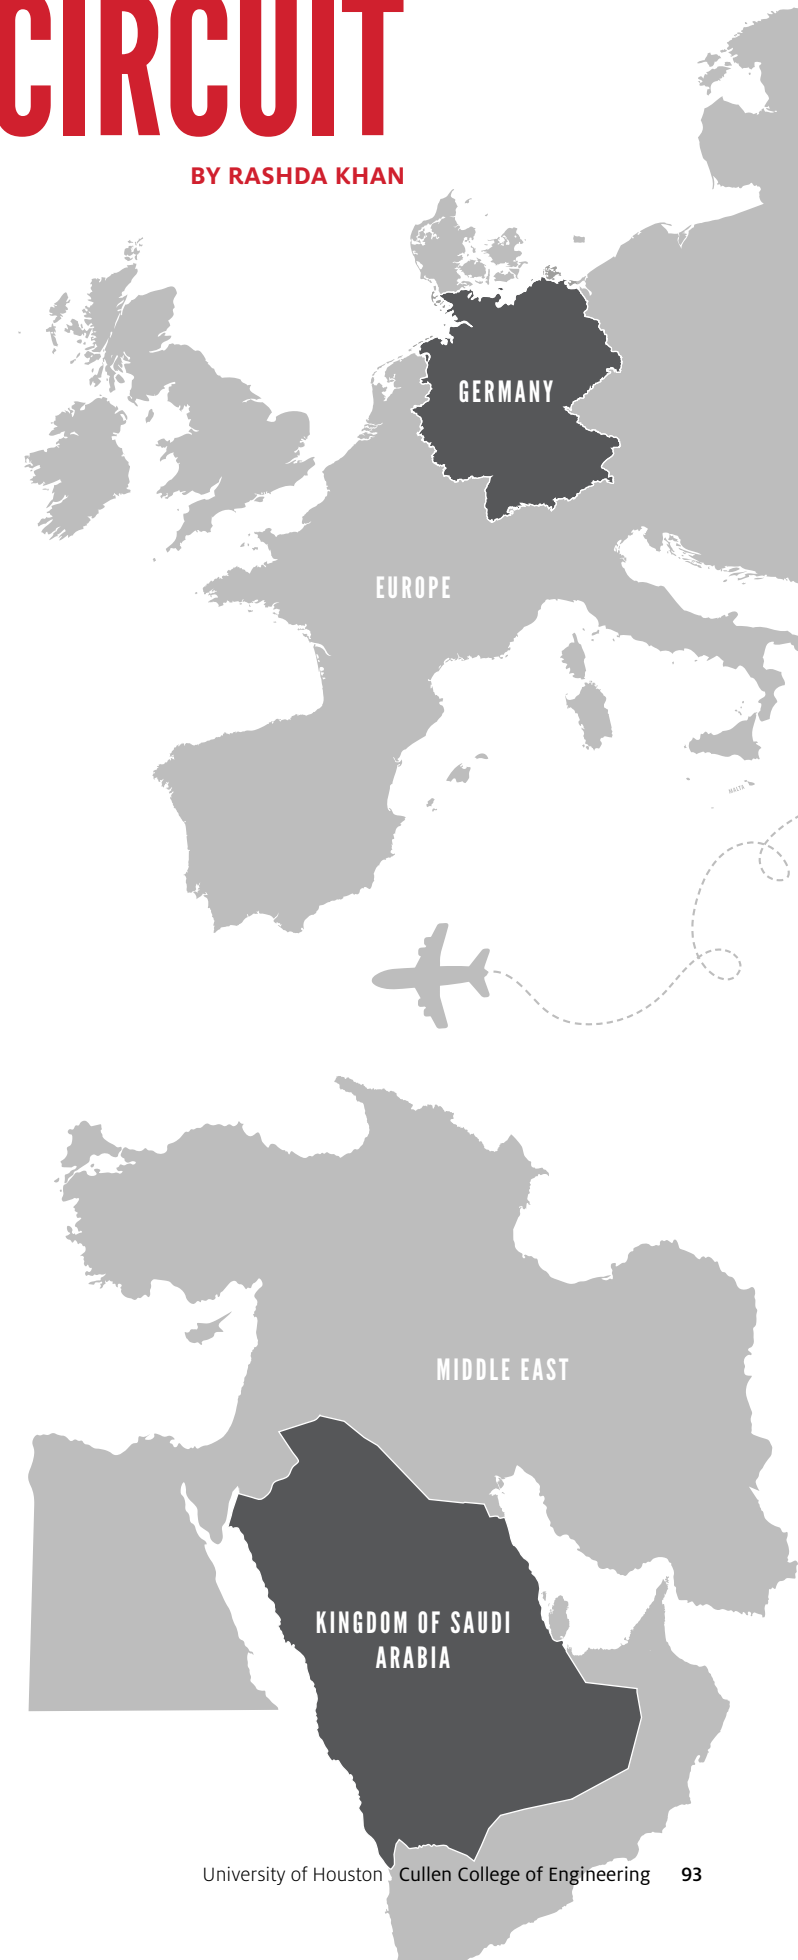 CIRCUIT
BY RASHDA KHAN
GERMANY
EUROPE
MALTA
MIDDLE EAST
KINGDOM OF SAUDI
ARABIA
University of Houston Cullen College of Engineering 93